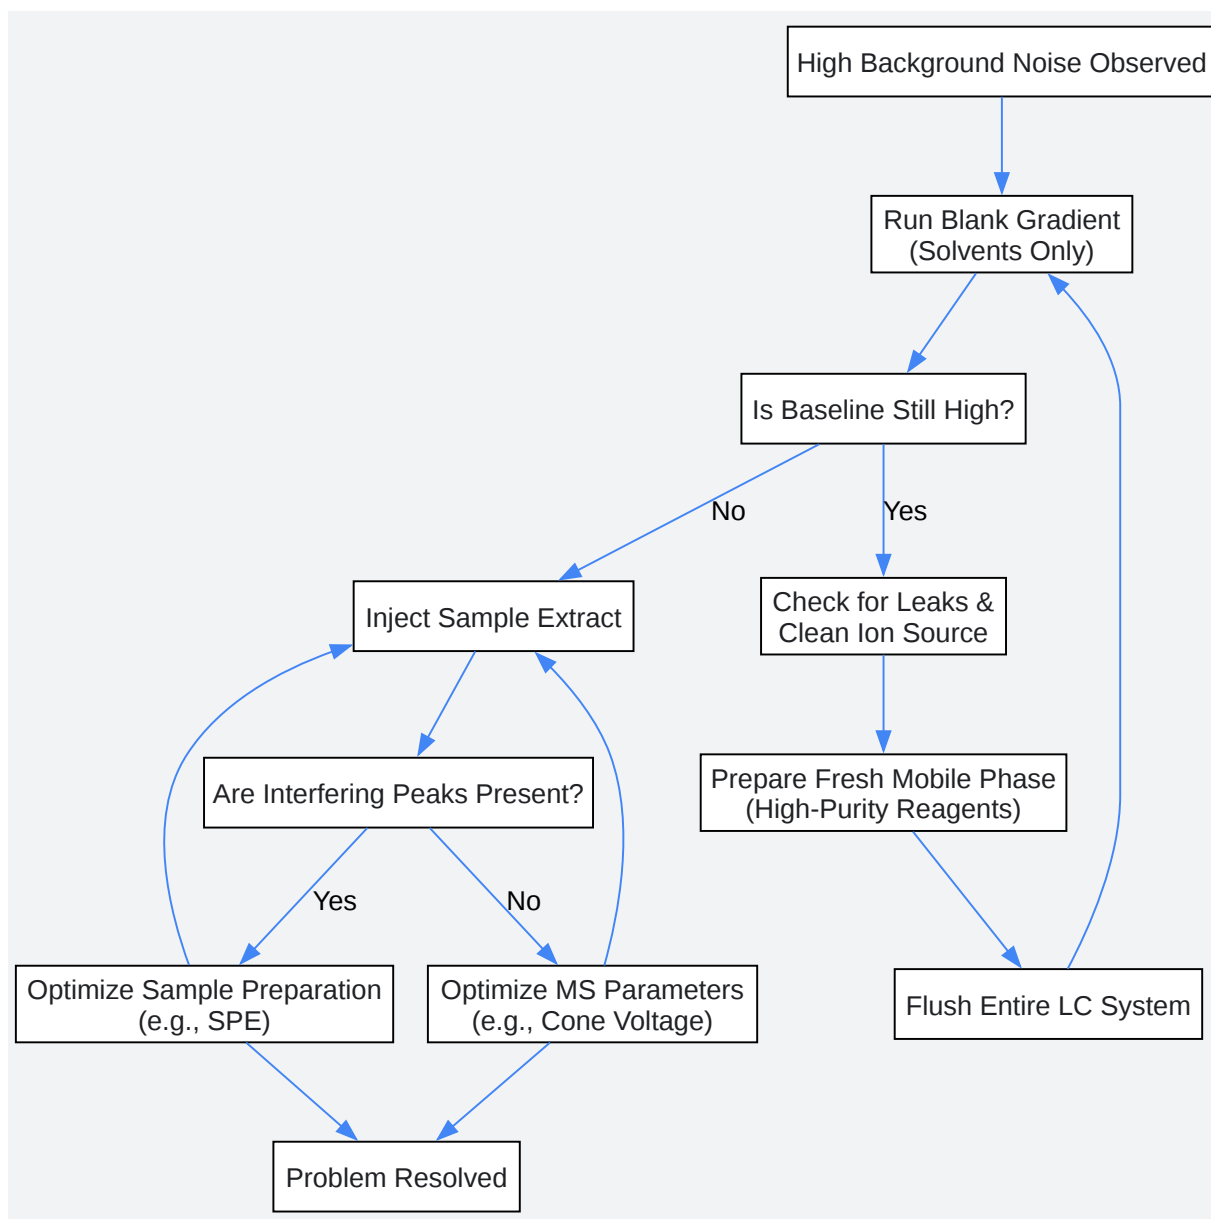 High Background Noise Observed
Run Blank Gradient
(Solvents Only)
Is Baseline Still High?
No
Yes
Inject Sample Extract
Check for Leaks &
Clean Ion Source
Are Interfering Peaks Present?
Prepare Fresh Mobile Phase
(High-Purity Reagents)
Yes
No
Optimize Sample Preparation
(e.g., SPE)
Optimize MS Parameters
(e.g., Cone Voltage)
Flush Entire LC System
Problem Resolved